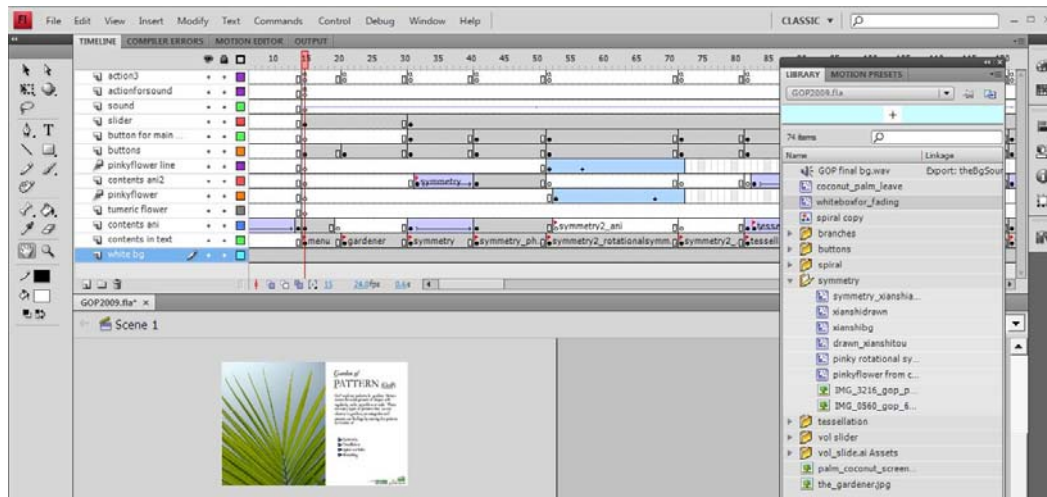 Fl File Edit View Insert Modify Text Commands Control Debug Window Help CLASSIC
TIMELINE COMPILER ERRORS MOTION EDITOR OUTPUT
10 15 20 25 30 35 40 45 50 55 60 65 70 75 80 85
action3
actionforsound
sound
slider
button for main ...
buttons
pinkyflower line
contents ani2 symmetry
pinkyflower
tumeric flower
contents ani symmetry2_ani
contents in text menu gardener symmetry symmetry_ph. symmetry2_rotationalsymm. symmetry2_ tessell
white bg
15 24.0fps 0.6s
GOP2009.fla*
Scene 1
Garden of
PATTERN
LIBRARY MOTION PRESETS
GOP2009.fla
74 items
Name Linkage
GOP final bg.wav Export: theBgSour
coconut_palm_leave
whiteboxfor_fading
spiral copy
branches
buttons
spiral
symmetry
symmetry_xianshia...
xianshidrawn
xianshibg
drawn_xianshitou
pinky rotational sy...
pinkyflower from c...
IMG_3216_gop_p...
IMG_0560_gop_6...
tessellation
vol slider
vol_slide.ai Assets
palm_coconut_screen...
the_gardener.jpg